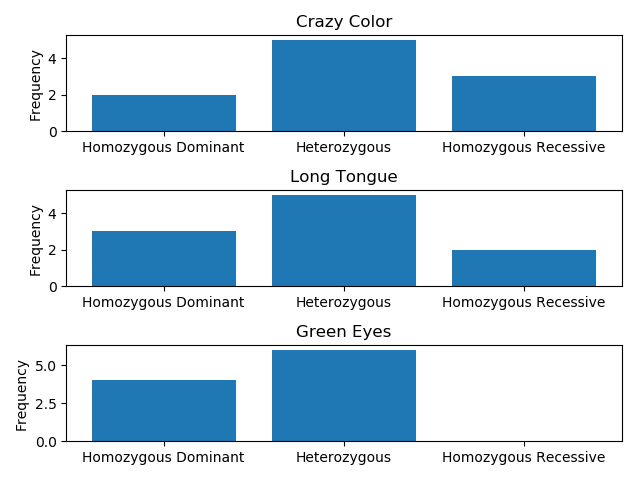 Crazy Color
Frequency
4
2
0
Homozygous Dominant Heterozygous Homozygous Recessive
Long Tongue
Frequency
4
2
0
Homozygous Dominant Heterozygous Homozygous Recessive
Green Eyes
Frequency
5.0
2.5
0.0
Homozygous Dominant Heterozygous Homozygous Recessive